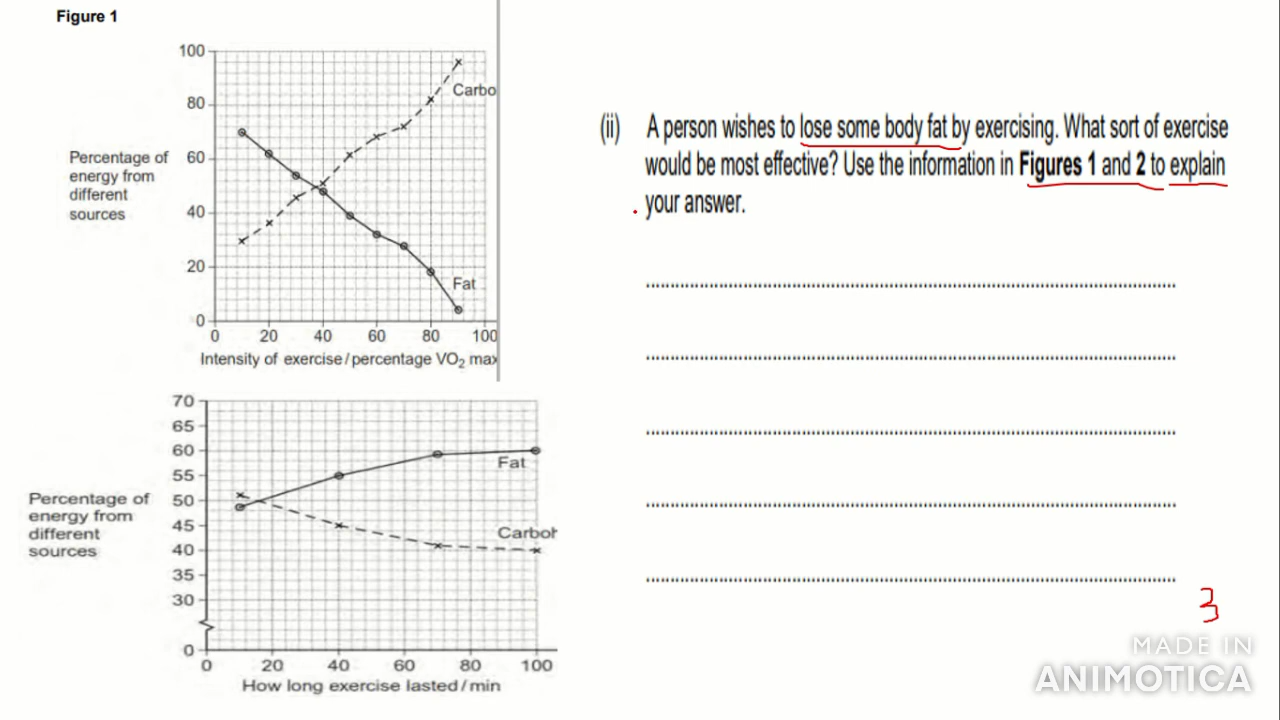 Figure 1
100
80
60
40
20
0
Percentage of
energy from
different
sources
Carbo
Fat
0 20 40 60 80 100
Intensity of exercise/percentage VO₂ max
70
65
60
55
50
45
40
35
30
0
Percentage of
energy from
different
sources
Fat
Carboh
0 20 40 60 80 100
How long exercise lasted/min
(ii) A person wishes to lose some body fat by exercising. What sort of exercise
would be most effective? Use the information in Figures 1 and 2 to explain
your answer.
3
MADE IN
ANIMOTICA